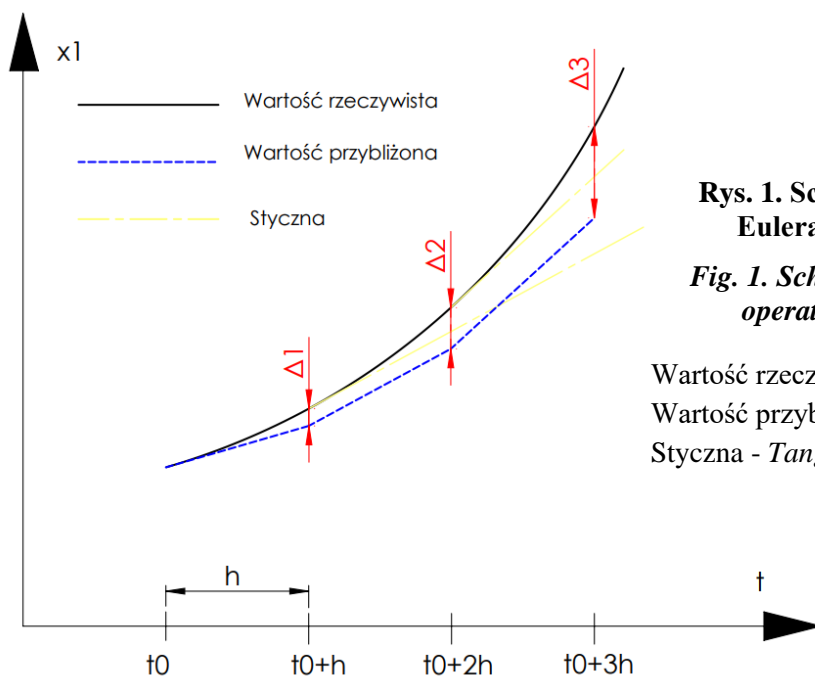 x1
Wartość rzeczywista
Wartość przybliżona
Styczna
Δ1
Δ2
Δ3
h
t
t0
t0+h
t0+2h
t0+3h
Rys. 1. Sc
Eulera
Fig. 1. Sch
operat
Wartość rzecz
Wartość przyb
Styczna - Tang